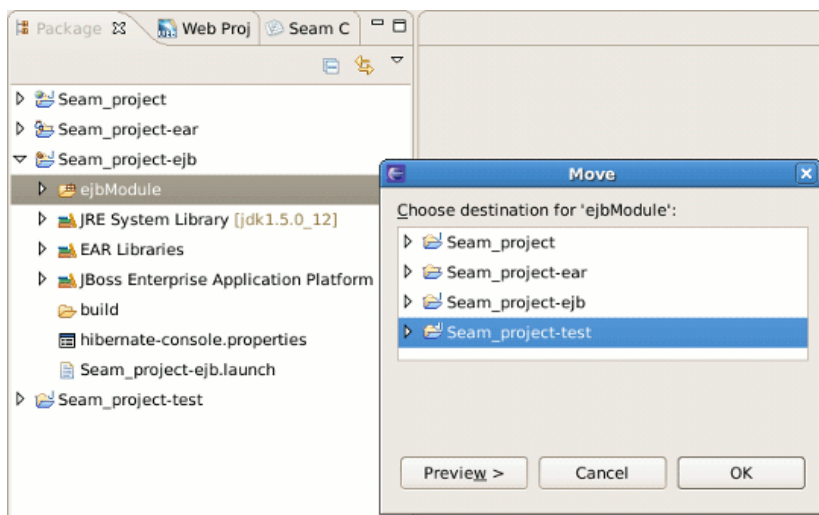 Package
Web Proj
Seam C
Seam_project
Seam_project-ear
Seam_project-ejb
ejbModule
JRE System Library [jdk1.5.0_12]
EAR Libraries
JBoss Enterprise Application Platform
build
hibernate-console.properties
Seam_project-ejb.launch
Seam_project-test
Move
Choose destination for 'ejbModule':
Seam_project
Seam_project-ear
Seam_project-ejb
Seam_project-test
Preview >
Cancel
OK